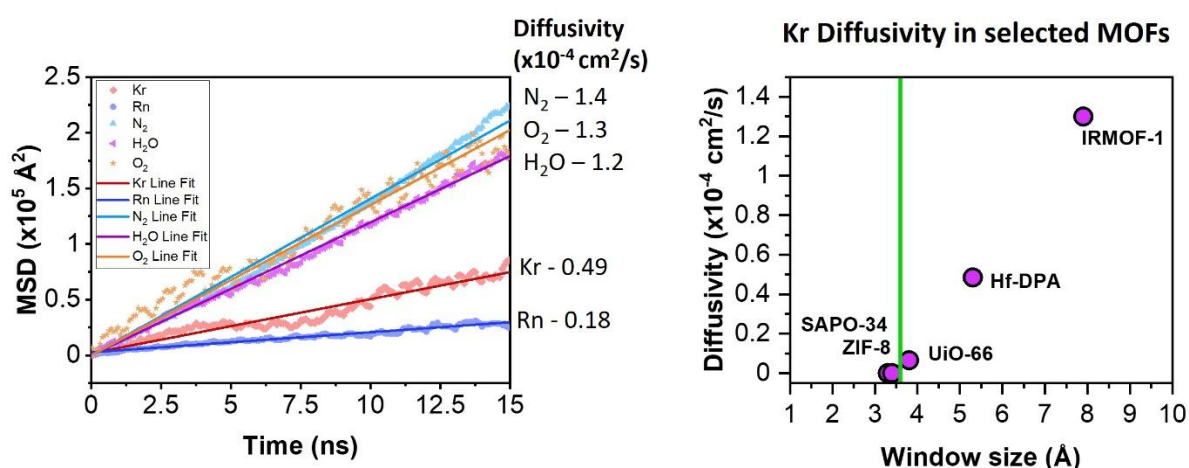 Diffusivity
(x10⁻⁴ cm²/s)
N₂ – 1.4
O₂ – 1.3
H₂O – 1.2
Kr - 0.49
Rn - 0.18
MSD (x10⁵ Å²)
2.5
2
1.5
1
0.5
0
Kr
Rn
N₂
H₂O
O₂
Kr Line Fit
Rn Line Fit
N₂ Line Fit
H₂O Line Fit
O₂ Line Fit
0 2.5 5 7.5 10 12.5 15
Time (ns)
Kr Diffusivity in selected MOFs
Diffusivity (x10⁻⁴ cm²/s)
1.4
1.2
1
0.8
0.6
0.4
0.2
0
IRMOF-1
Hf-DPA
SAPO-34
ZIF-8
UiO-66
1 2 3 4 5 6 7 8 9 10
Window size (Å)